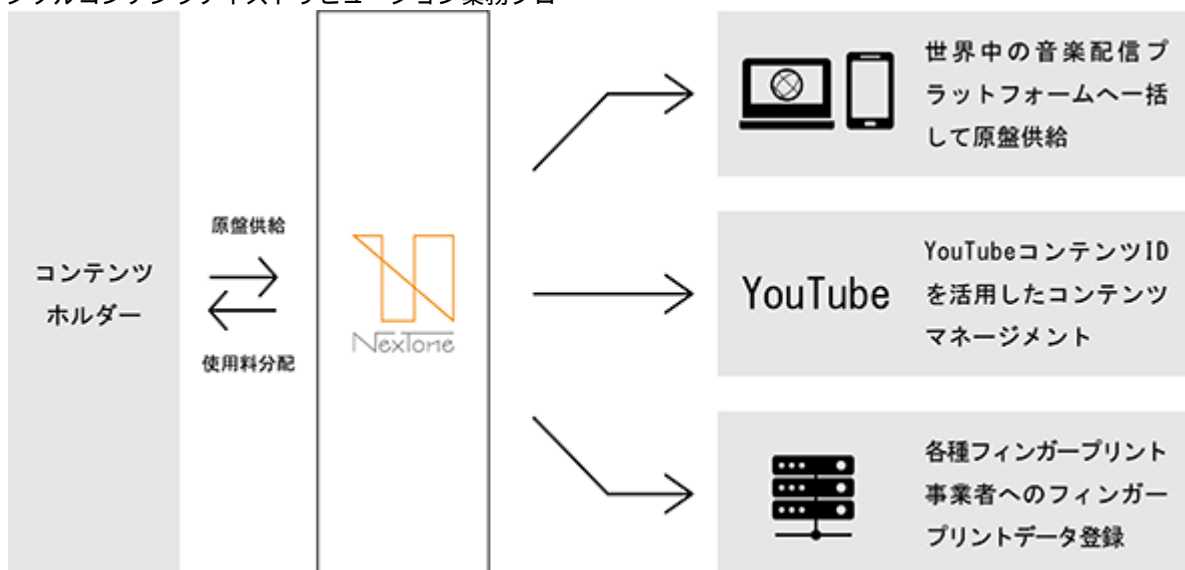 コンテンツ
ホルダー
原盤供給
使用料分配
NexTone
世界中の音楽配信プ
ラットフォームへ一括
して原盤供給
YouTube
YouTubeコンテンツID
を活用したコンテンツ
マネージメント
各種フィンガープリント
事業者へのフィンガー
プリントデータ登録